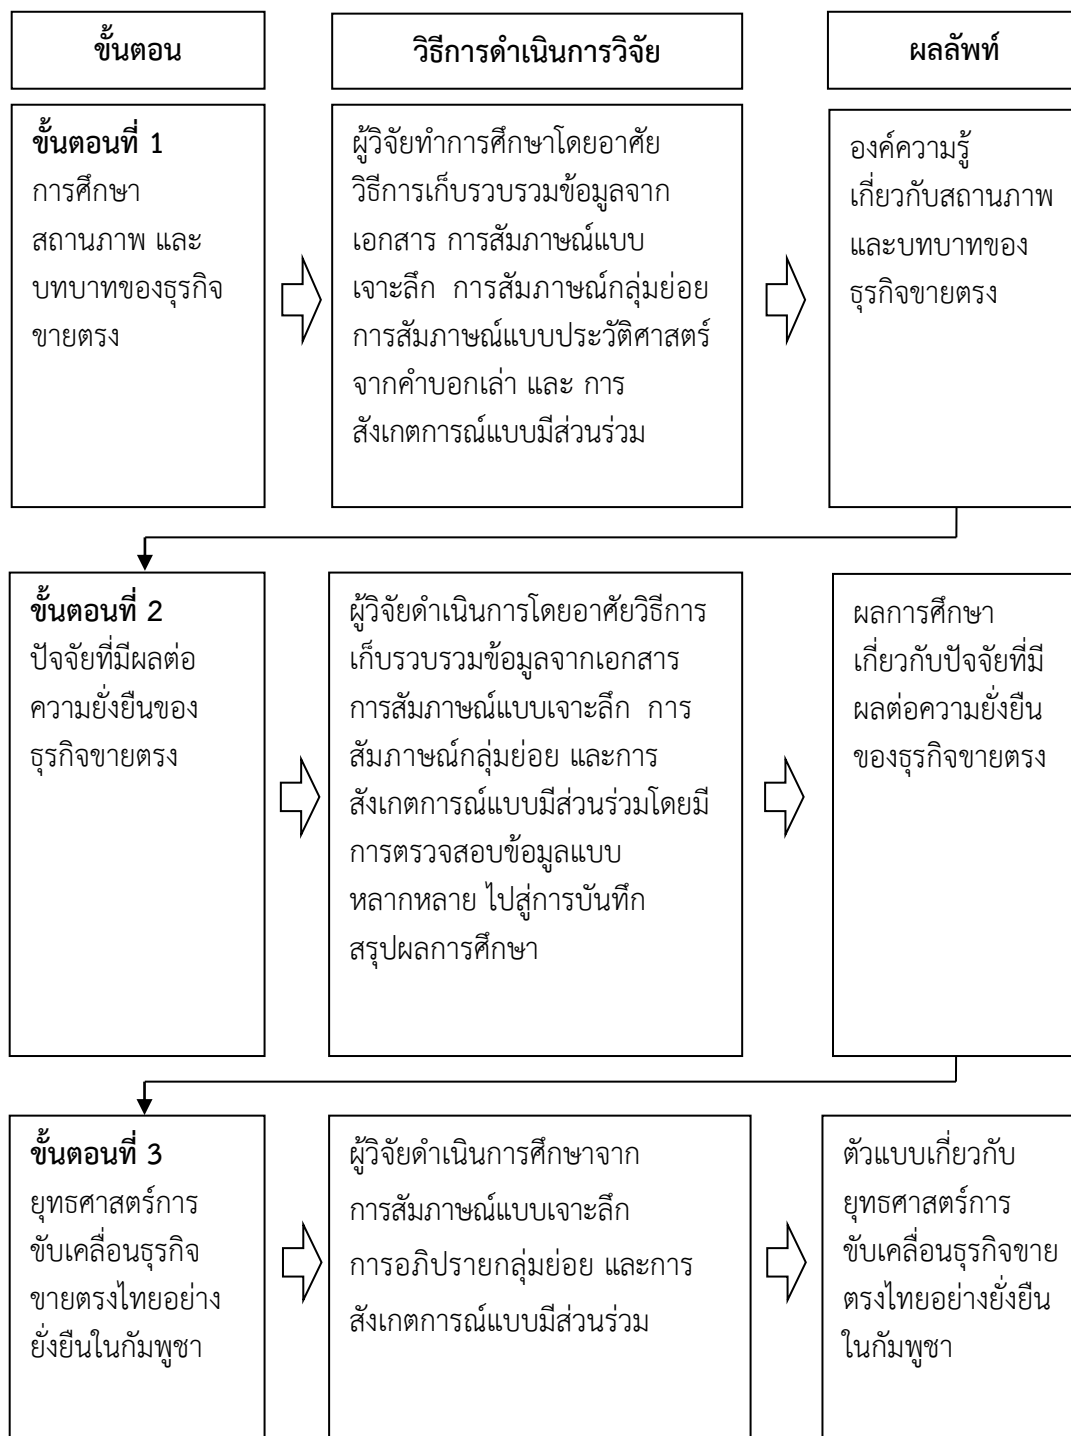 ขั้นตอน
วิธีการดำเนินการวิจัย
ผลลัพท์
ขั้นตอนที่ 1
การศึกษา
สถานภาพ และ
บทบาทของธุรกิจ
ขายตรง
ผู้วิจัยทำการศึกษาโดยอาศัย
วิธีการเก็บรวบรวมข้อมูลจาก
เอกสาร การสัมภาษณ์แบบ
เจาะลึก การสัมภาษณ์กลุ่มย่อย
การสัมภาษณ์แบบประวัติศาสตร์
จากคำบอกเล่า และ การ
สังเกตการณ์แบบมีส่วนร่วม
องค์ความรู้
เกี่ยวกับสถานภาพ
และบทบาทของ
ธุรกิจขายตรง
ขั้นตอนที่ 2
ปัจจัยที่มีผลต่อ
ความยั่งยืนของ
ธุรกิจขายตรง
ผู้วิจัยดำเนินการโดยอาศัยวิธีการ
เก็บรวบรวมข้อมูลจากเอกสาร
การสัมภาษณ์แบบเจาะลึก การ
สัมภาษณ์กลุ่มย่อย และการ
สังเกตการณ์แบบมีส่วนร่วมโดยมี
การตรวจสอบข้อมูลแบบ
หลากหลาย ไปสู่การบันทึก
สรุปผลการศึกษา
ผลการศึกษา
เกี่ยวกับปัจจัยที่มี
ผลต่อความยั่งยืน
ของธุรกิจขายตรง
ขั้นตอนที่ 3
ยุทธศาสตร์การ
ขับเคลื่อนธุรกิจ
ขายตรงไทยอย่าง
ยั่งยืนในกัมพูชา
ผู้วิจัยดำเนินการศึกษาจาก
การสัมภาษณ์แบบเจาะลึก
การอภิปรายกลุ่มย่อย และการ
สังเกตการณ์แบบมีส่วนร่วม
ตัวแบบเกี่ยวกับ
ยุทธศาสตร์การ
ขับเคลื่อนธุรกิจขาย
ตรงไทยอย่างยั่งยืน
ในกัมพูชา